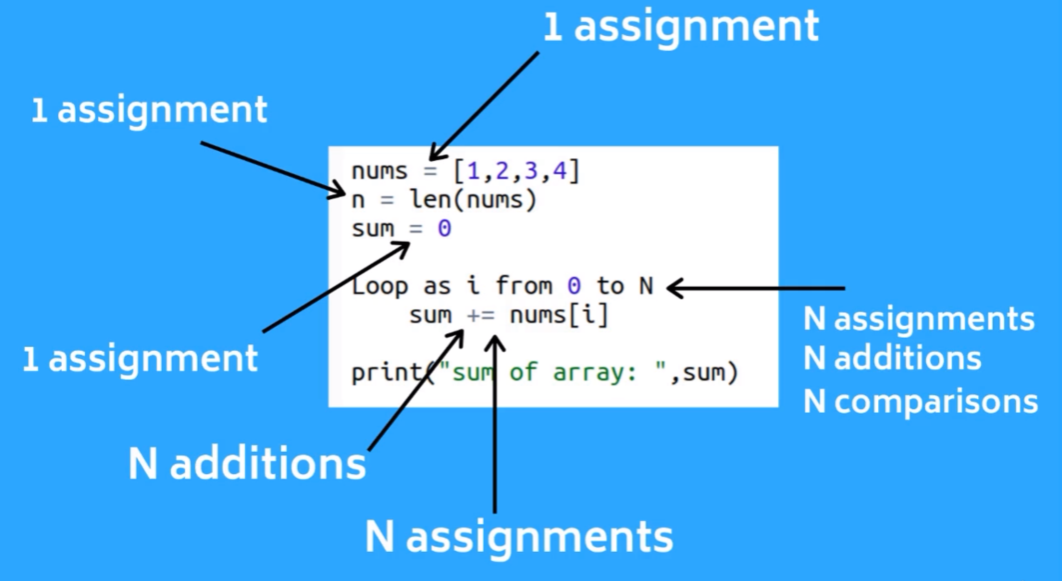 1 assignment
1 assignment
nums = [1,2,3,4]
n = len(nums)
sum = 0
Loop as i from 0 to N
sum += nums[i]
print("sum of array: ",sum)
1 assignment
N assignments
N additions
N comparisons
N additions
N assignments